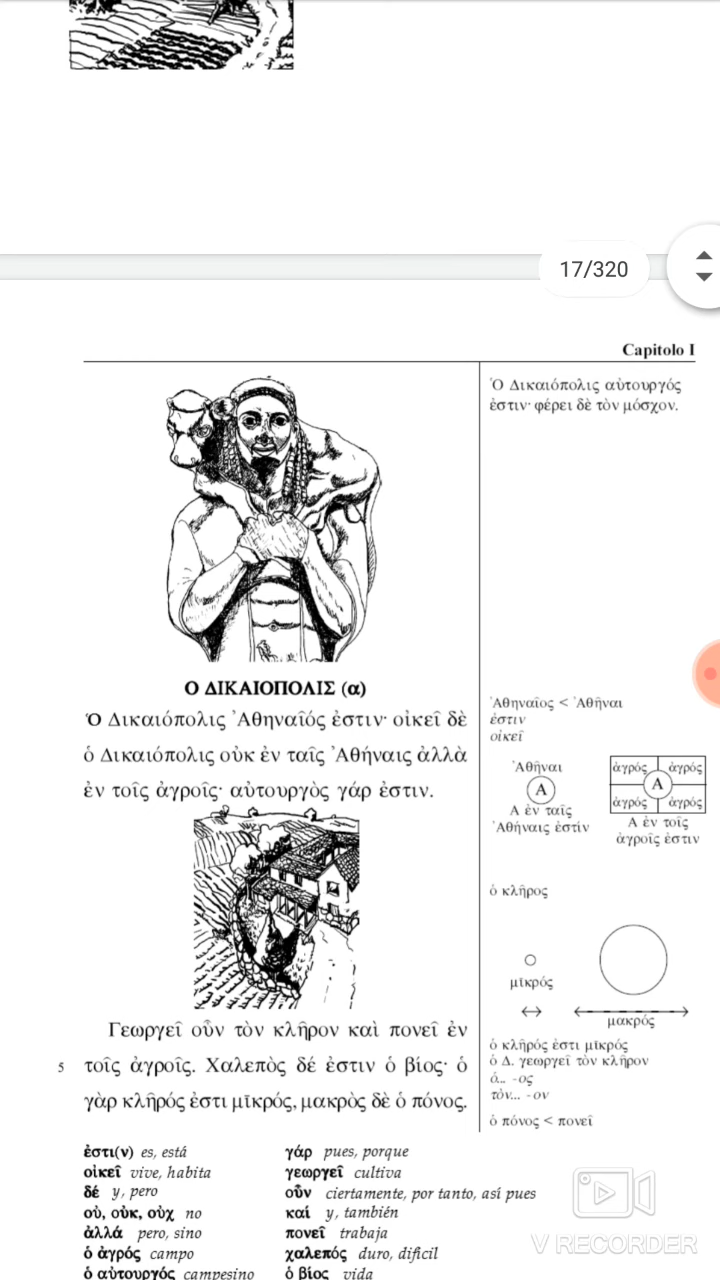 17/320
Capitolo I
Ὁ Δικαιόπολις αὐτουργός
ἐστιν· φέρει δὲ τὸν μόσχον.
Ο ΔΙΚΑΙΟΠΟΛΙΣ (α)
Ὁ Δικαιόπολις Ἀθηναῖός ἐστιν· οἰκεῖ δὲ
ὁ Δικαιόπολις οὐκ ἐν ταῖς Ἀθήναις ἀλλὰ
ἐν τοῖς ἀγροῖς· αὐτουργὸς γάρ ἐστιν.
Ἀθηναῖος < Ἀθῆναι
ἐστιν
οἰκεῖ
Ἀθῆναι
Α
Α ἐν ταῖς
Ἀθήναις ἐστίν
ἀγρός ἀγρός
Α
ἀγρός ἀγρός
Α ἐν τοῖς
ἀγροῖς ἐστιν
ὁ κλῆρος
μῑκρός
μακρός
Γεωργεῖ οὖν τὸν κλῆρον καὶ πονεῖ ἐν
5 τοῖς ἀγροῖς. Χαλεπὸς δέ ἐστιν ὁ βίος· ὁ
γὰρ κλῆρός ἐστι μῑκρός, μακρὸς δὲ ὁ πόνος.
ὁ κλῆρός ἐστι μῑκρός
ὁ Δ. γεωργεῖ τὸν κλῆρον
ὁ... -ος
τὸν... -ον
ὁ πόνος < πονεῖ
ἐστι(ν) es, está
οἰκεῖ vive, habita
δέ y, pero
οὐ, οὐκ, οὐχ no
ἀλλά pero, sino
ὁ ἀγρός campo
ὁ αὐτουργός campesino
γάρ pues, porque
γεωργεῖ cultiva
οὖν ciertamente, por tanto, así pues
καί y, también
πονεῖ trabaja
χαλεπός duro, difícil
ὁ βίος vida
V RECORDER